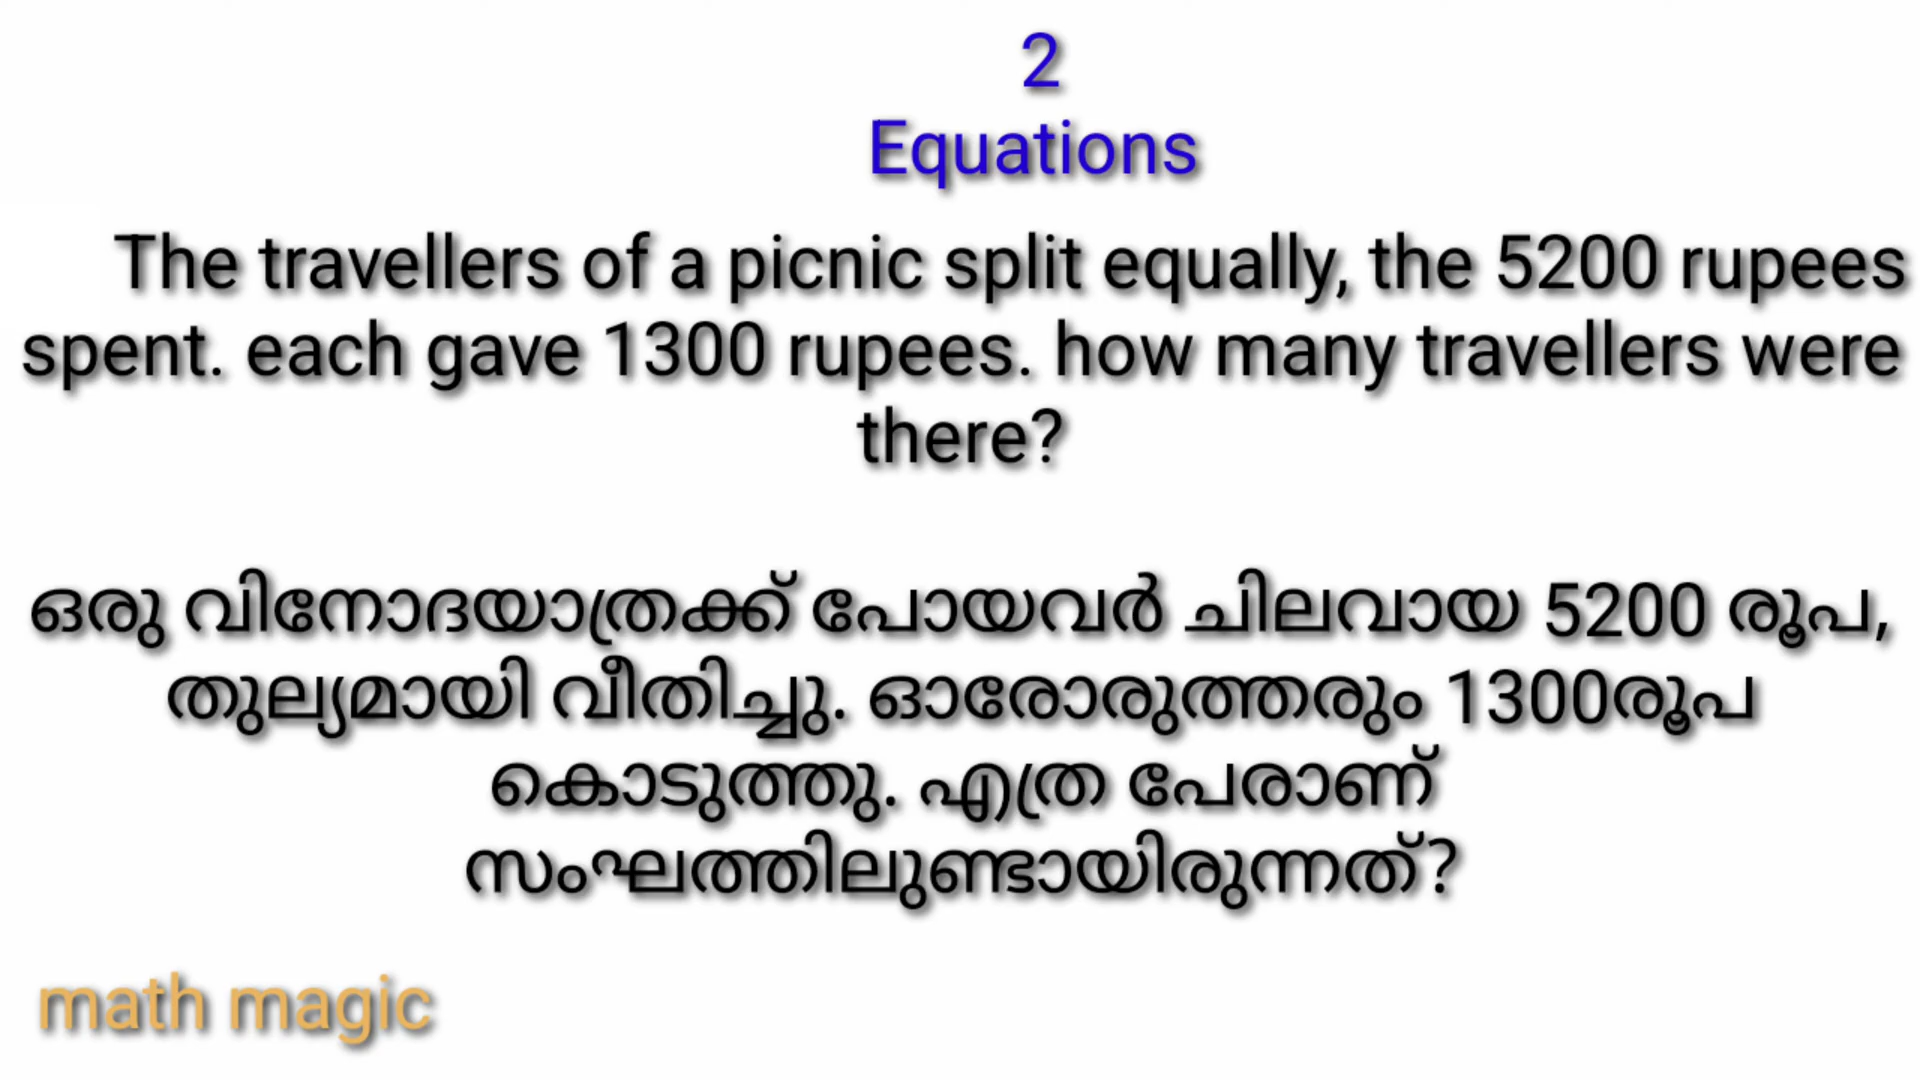 2
Equations
The travellers of a picnic split equally, the 5200 rupees
spent. each gave 1300 rupees. how many travellers were
there?
ഒരു വിനോദയാത്രക്ക് പോയവർ ചിലവായ 5200 രൂപ,
തുല്യമായി വീതിച്ചു. ഓരോരുത്തരും 1300രൂപ
കൊടുത്തു. എത്ര പേരാണ്
സംഘത്തിലുണ്ടായിരുന്നത്?
math magic